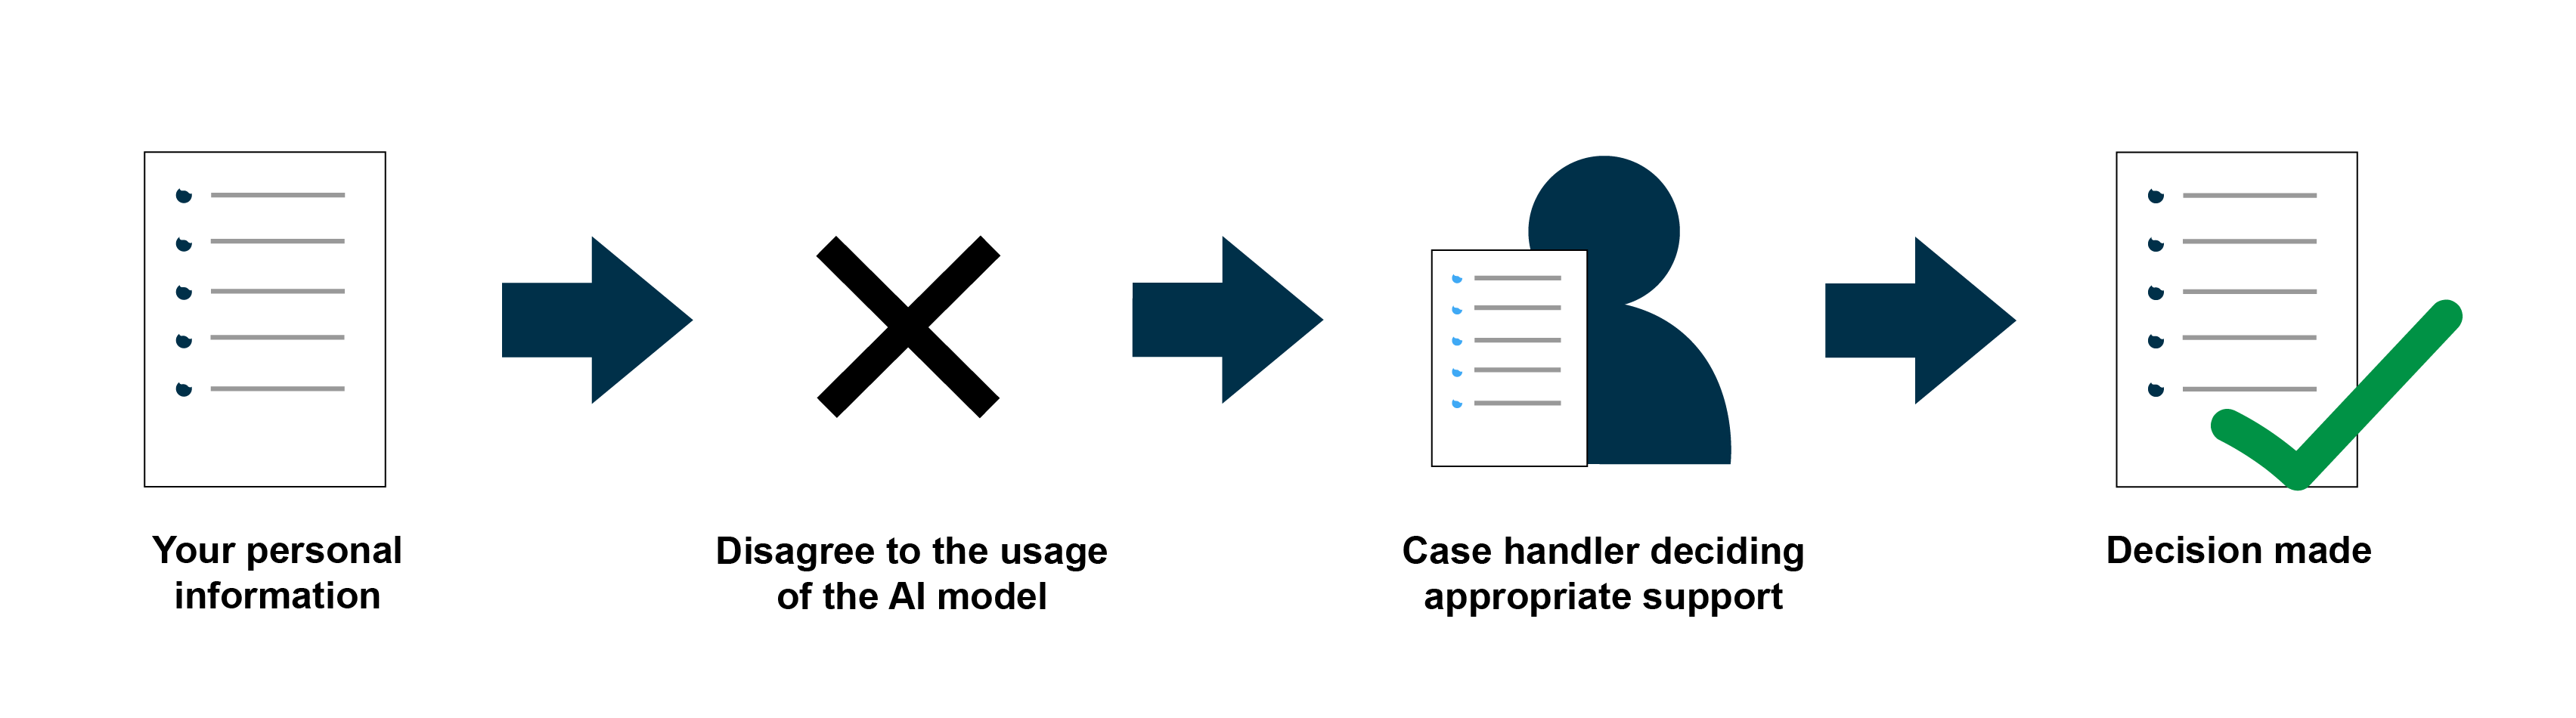 Your personal
information
Disagree to the usage
of the AI model
Case handler deciding
appropriate support
Decision made